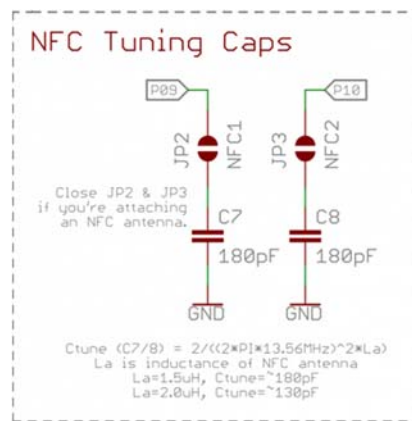 NFC Tuning Caps
P09
P10
JP2
NFC1
JP3
NFC2
Close JP2 & JP3
if you're attaching
an NFC antenna.
C7
180pF
C8
180pF
GND
GND
Ctune (C7/8) = 2/((2*PI*13.56MHz)^2*La)
La is inductance of NFC antenna
La=1.5uH, Ctune=~180pF
La=2.0uH, Ctune=~130pF